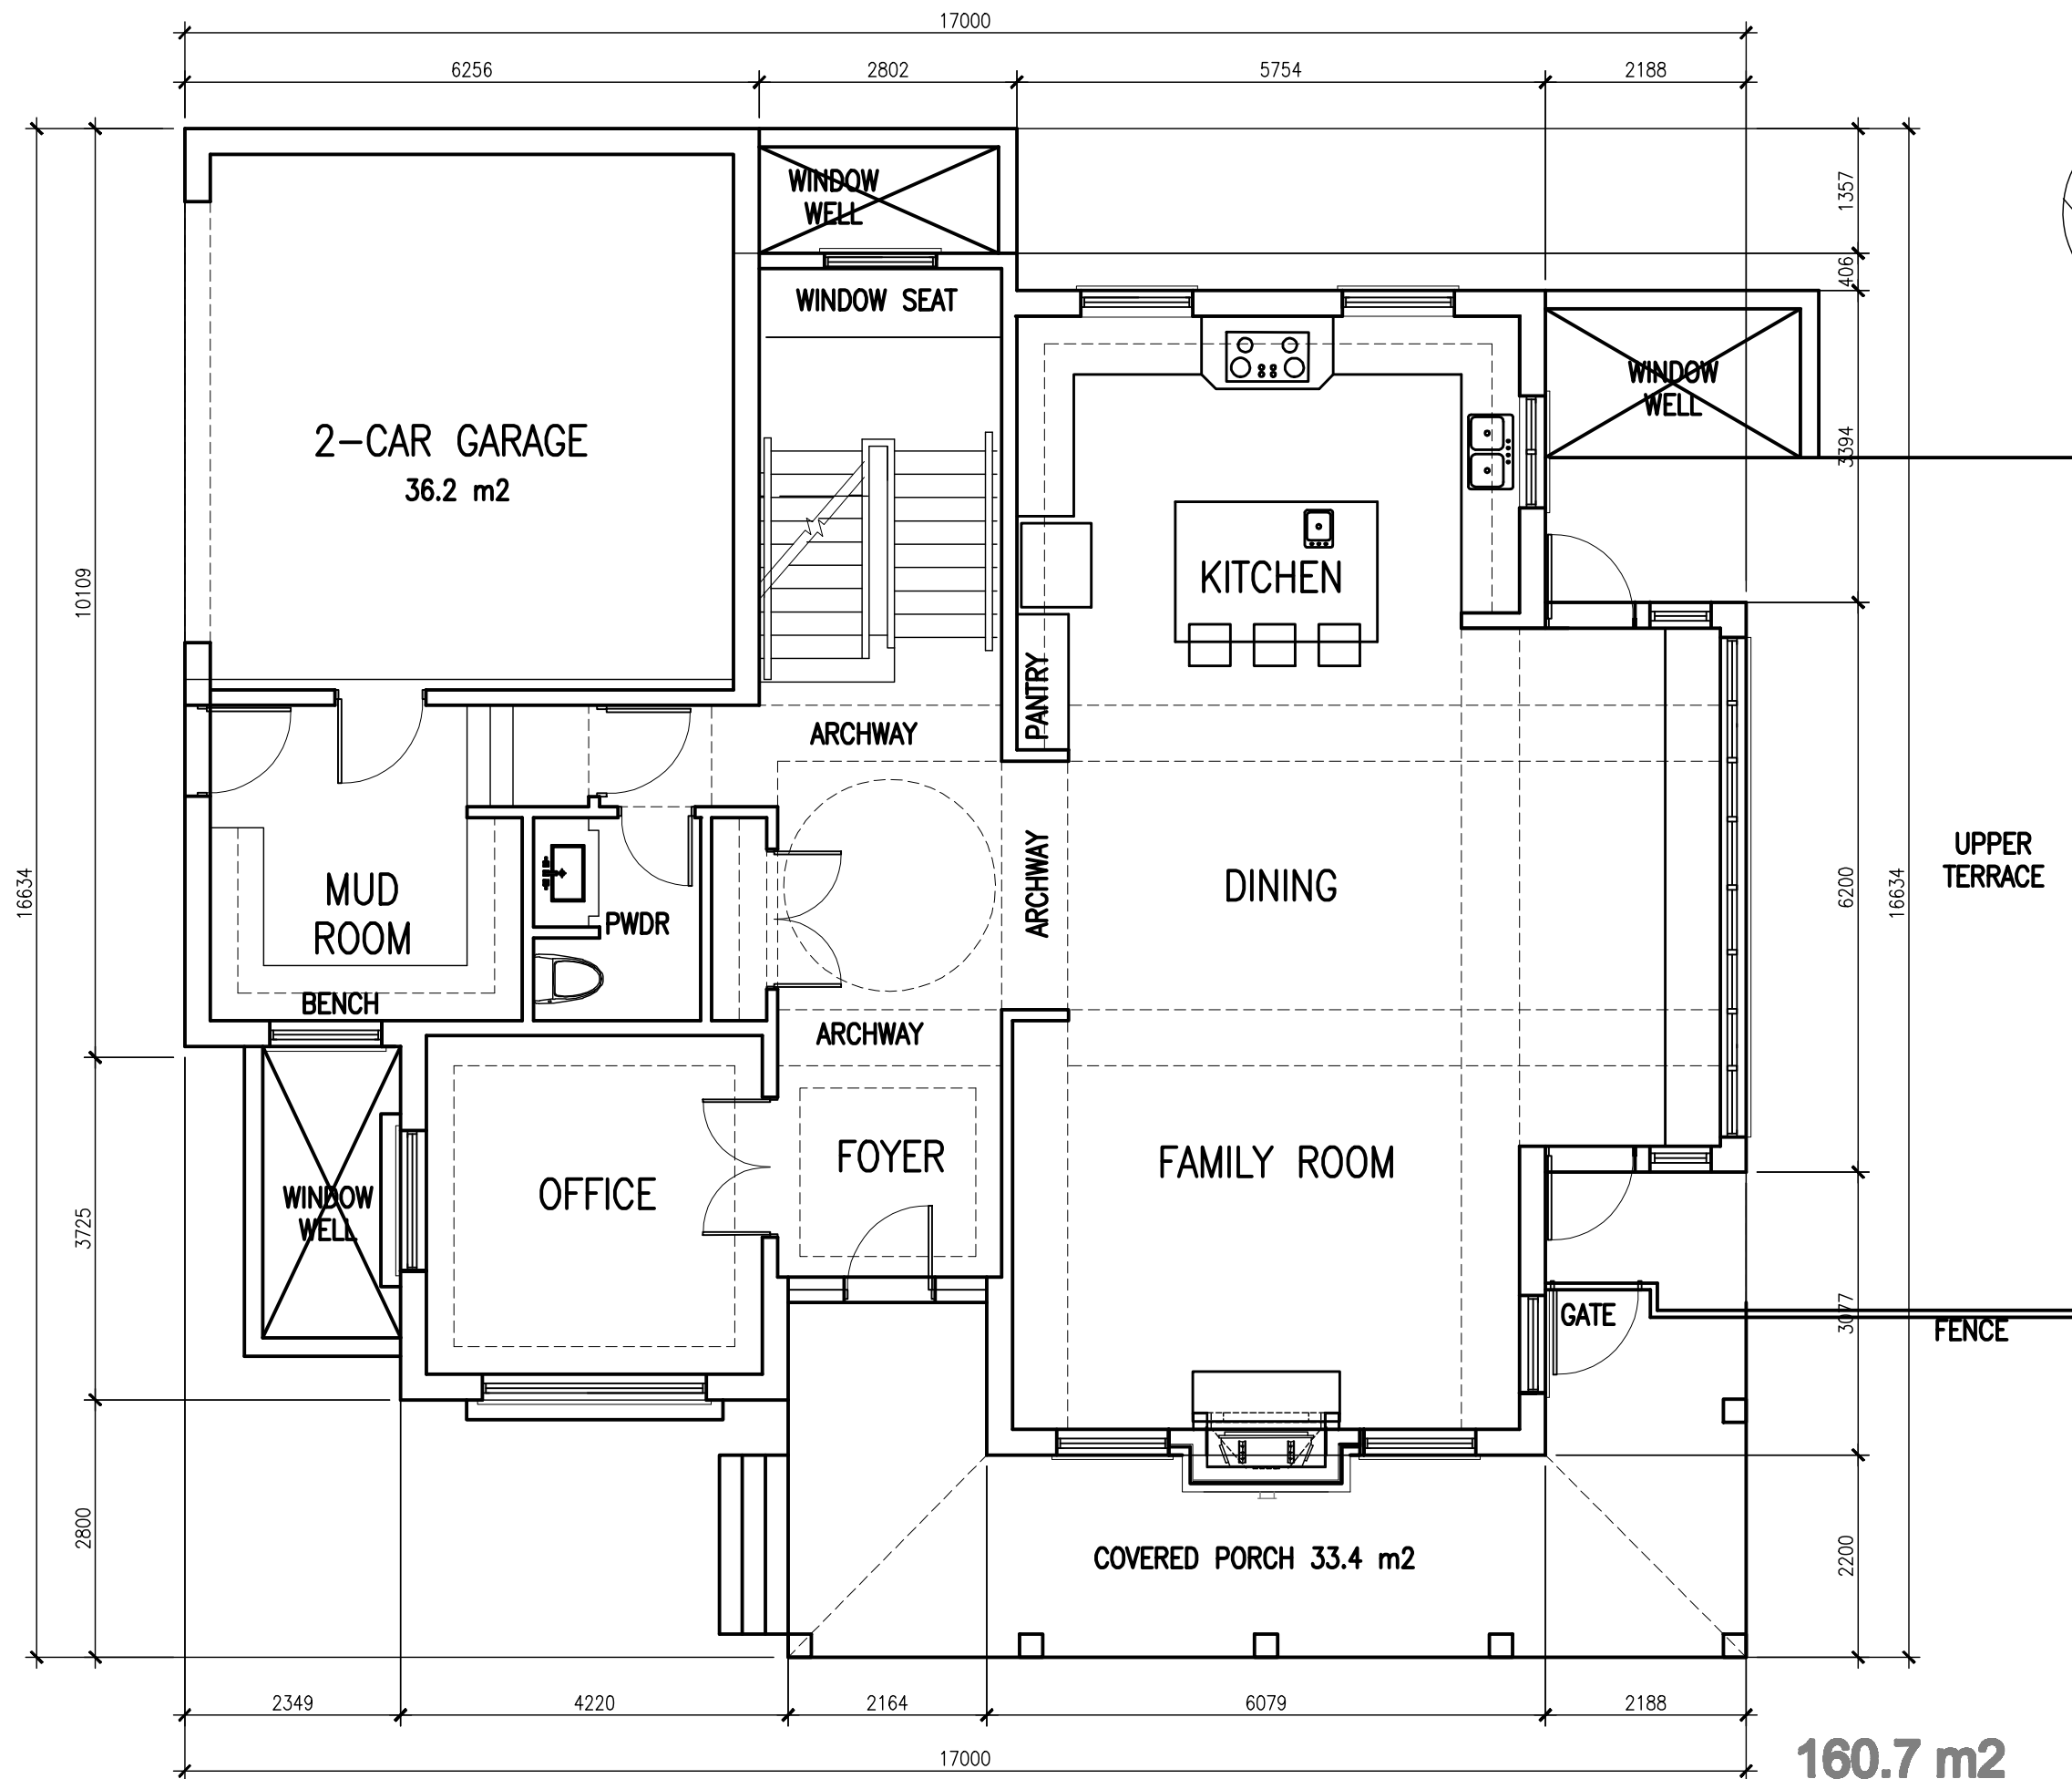 17000
6256
2802
5754
2188
WINDOW
WELL
1357
406
WINDOW SEAT
WINDOW
WELL
3394
2-CAR GARAGE
36.2 m2
10109
KITCHEN
PANTRY
ARCHWAY
16634
MUD
ROOM
PWDR
ARCHWAY
DINING
6200
16634
UPPER
TERRACE
BENCH
ARCHWAY
WINDOW
WELL
3725
OFFICE
FOYER
FAMILY ROOM
GATE
3077
FENCE
2800
COVERED PORCH 33.4 m2
2200
2349
4220
2164
6079
2188
17000
160.7 m2